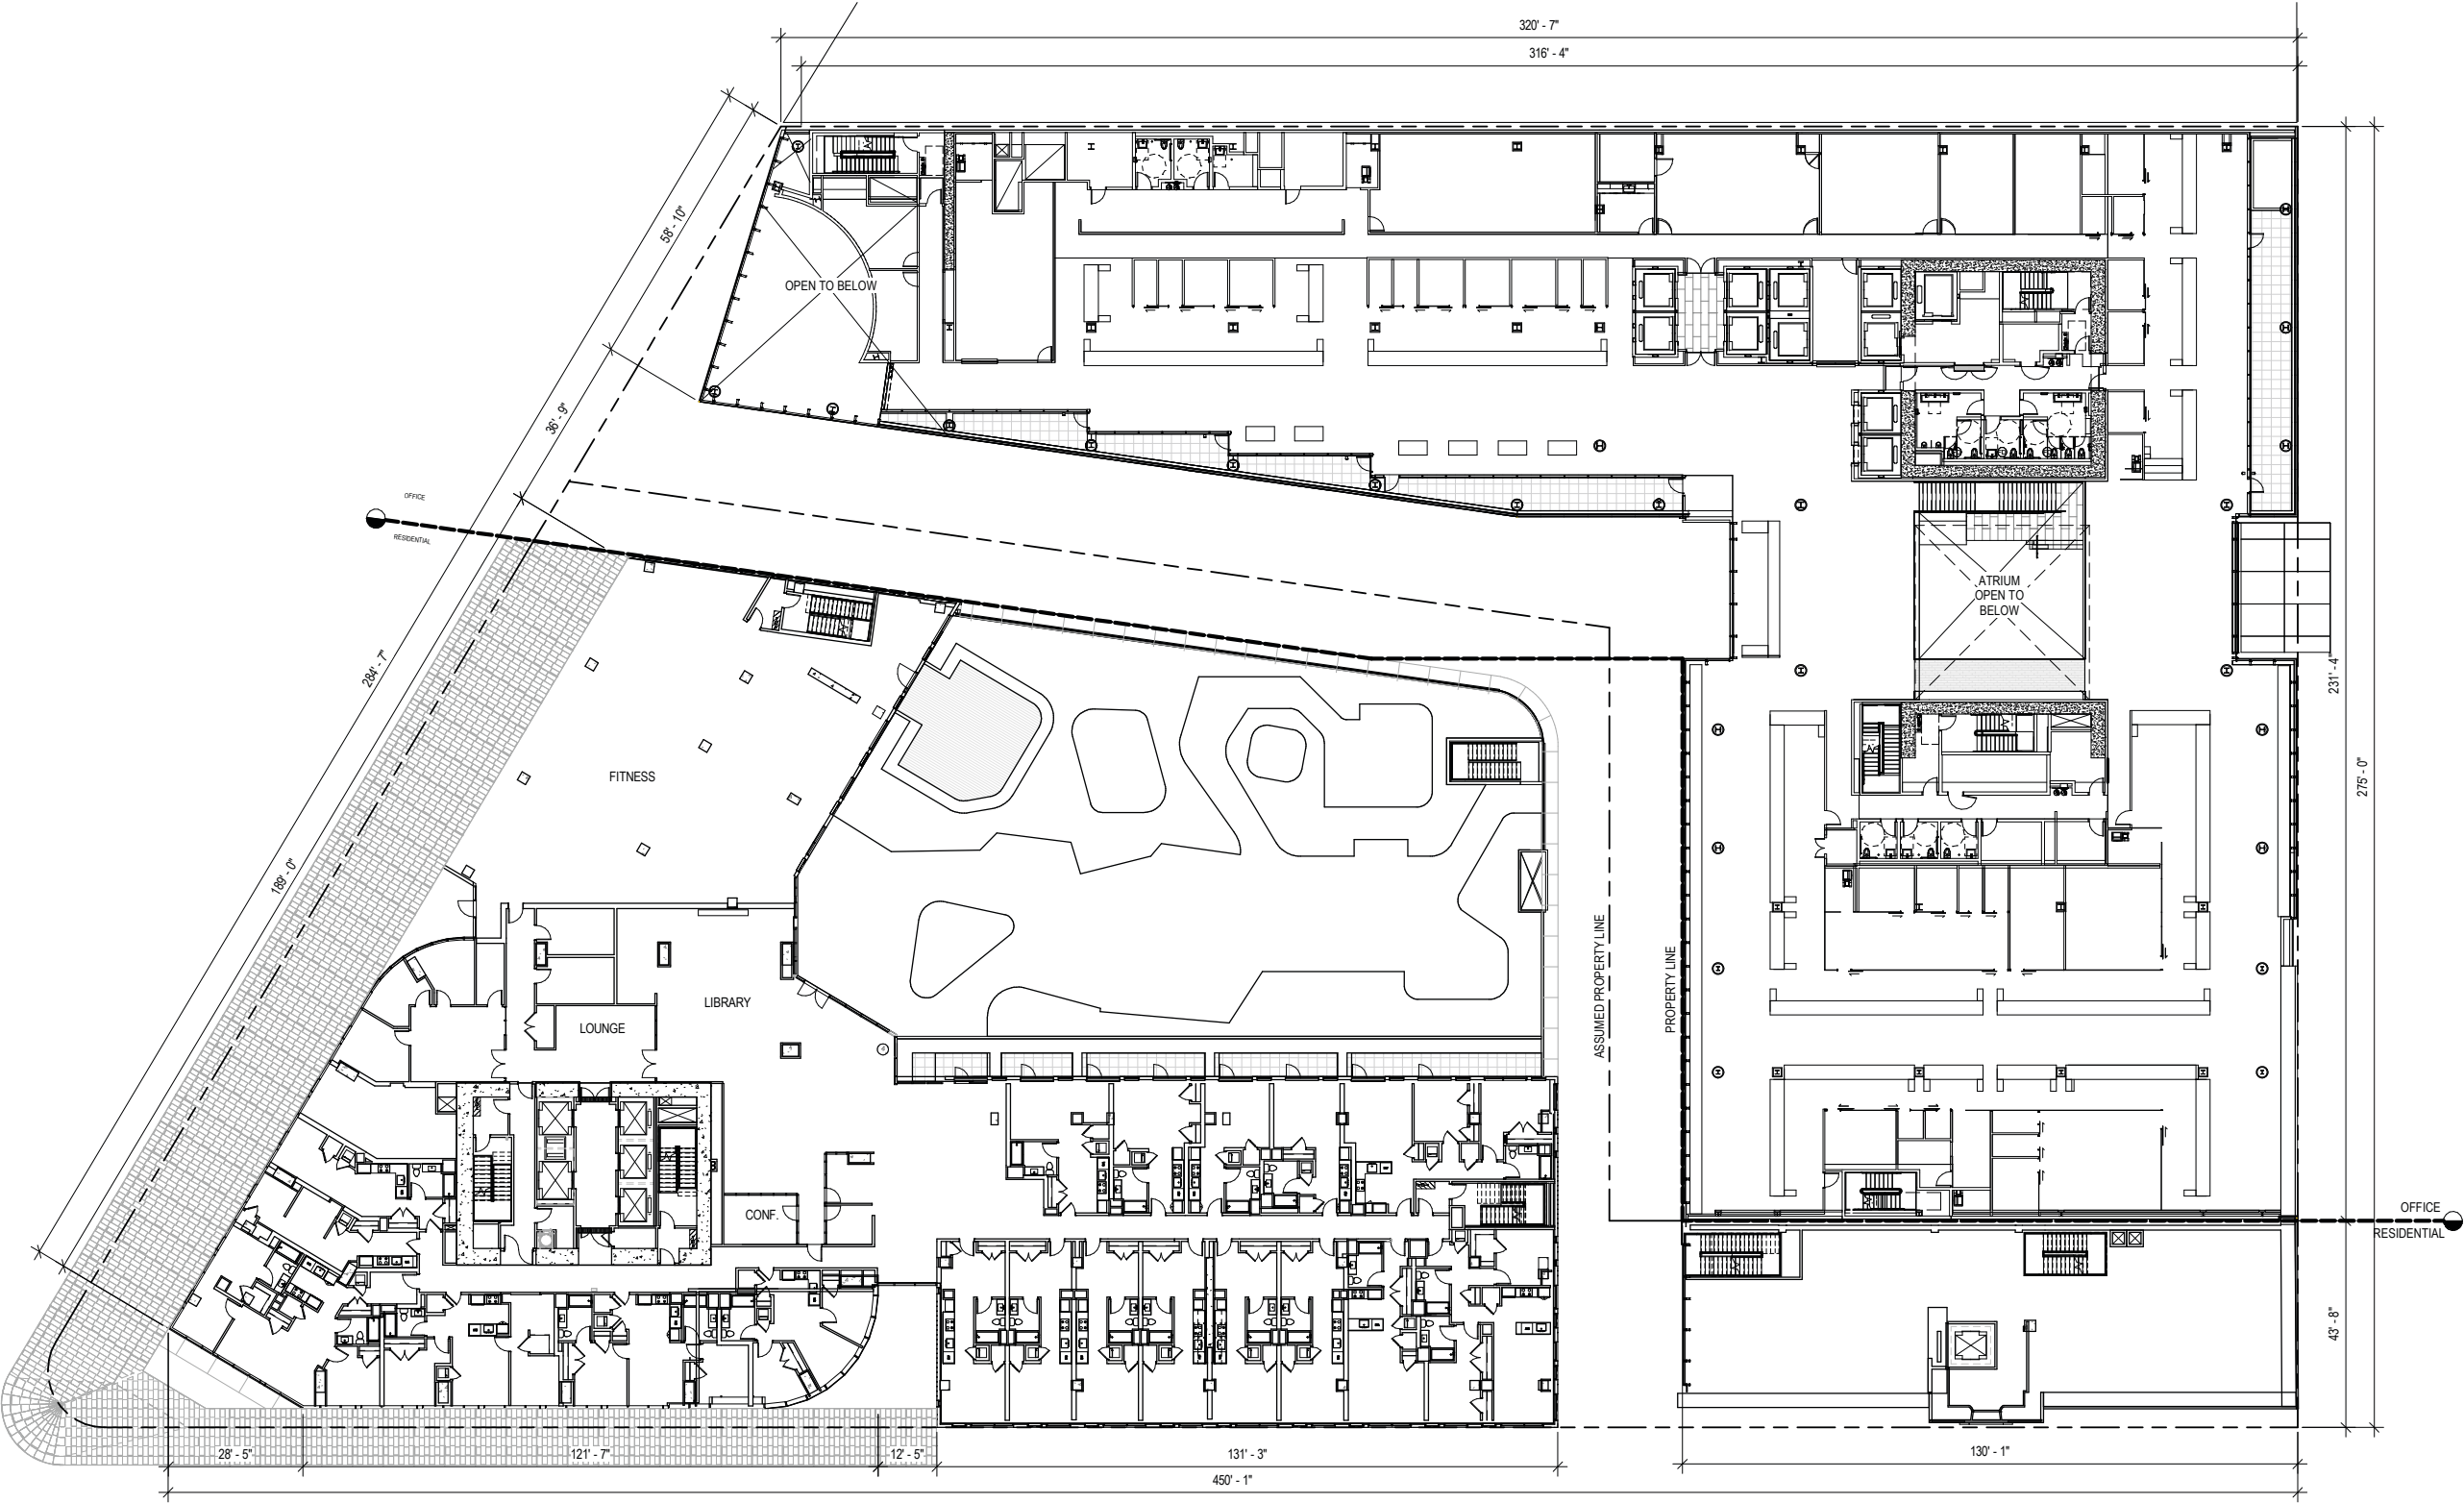 320' - 7"
316' - 4"
58' - 10"
OPEN TO BELOW
36' - 9"
OFFICE
RESIDENTIAL
ATRIUM
OPEN TO
BELOW
284' - 7"
231' - 4"
275' - 0"
FITNESS
189' - 0"
ASSUMED PROPERTY LINE
PROPERTY LINE
LIBRARY
LOUNGE
CONF.
OFFICE
RESIDENTIAL
43' - 8"
28' - 5"
121' - 7"
12' - 5"
131' - 3"
130' - 1"
450' - 1"